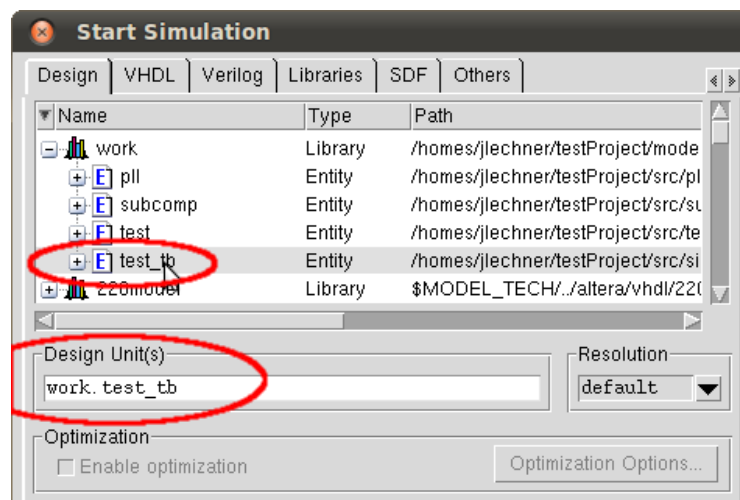 Start Simulation
Design VHDL Verilog Libraries SDF Others
Name Type Path
work Library /homes/jlechner/testProject/mode
pll Entity /homes/jlechner/testProject/src/pl
subcomp Entity /homes/jlechner/testProject/src/su
test Entity /homes/jlechner/testProject/src/te
test_tb Entity /homes/jlechner/testProject/src/si
220model Library $MODEL_TECH/../altera/vhdl/220
Design Unit(s) Resolution
work.test_tb default
Optimization
Enable optimization Optimization Options...